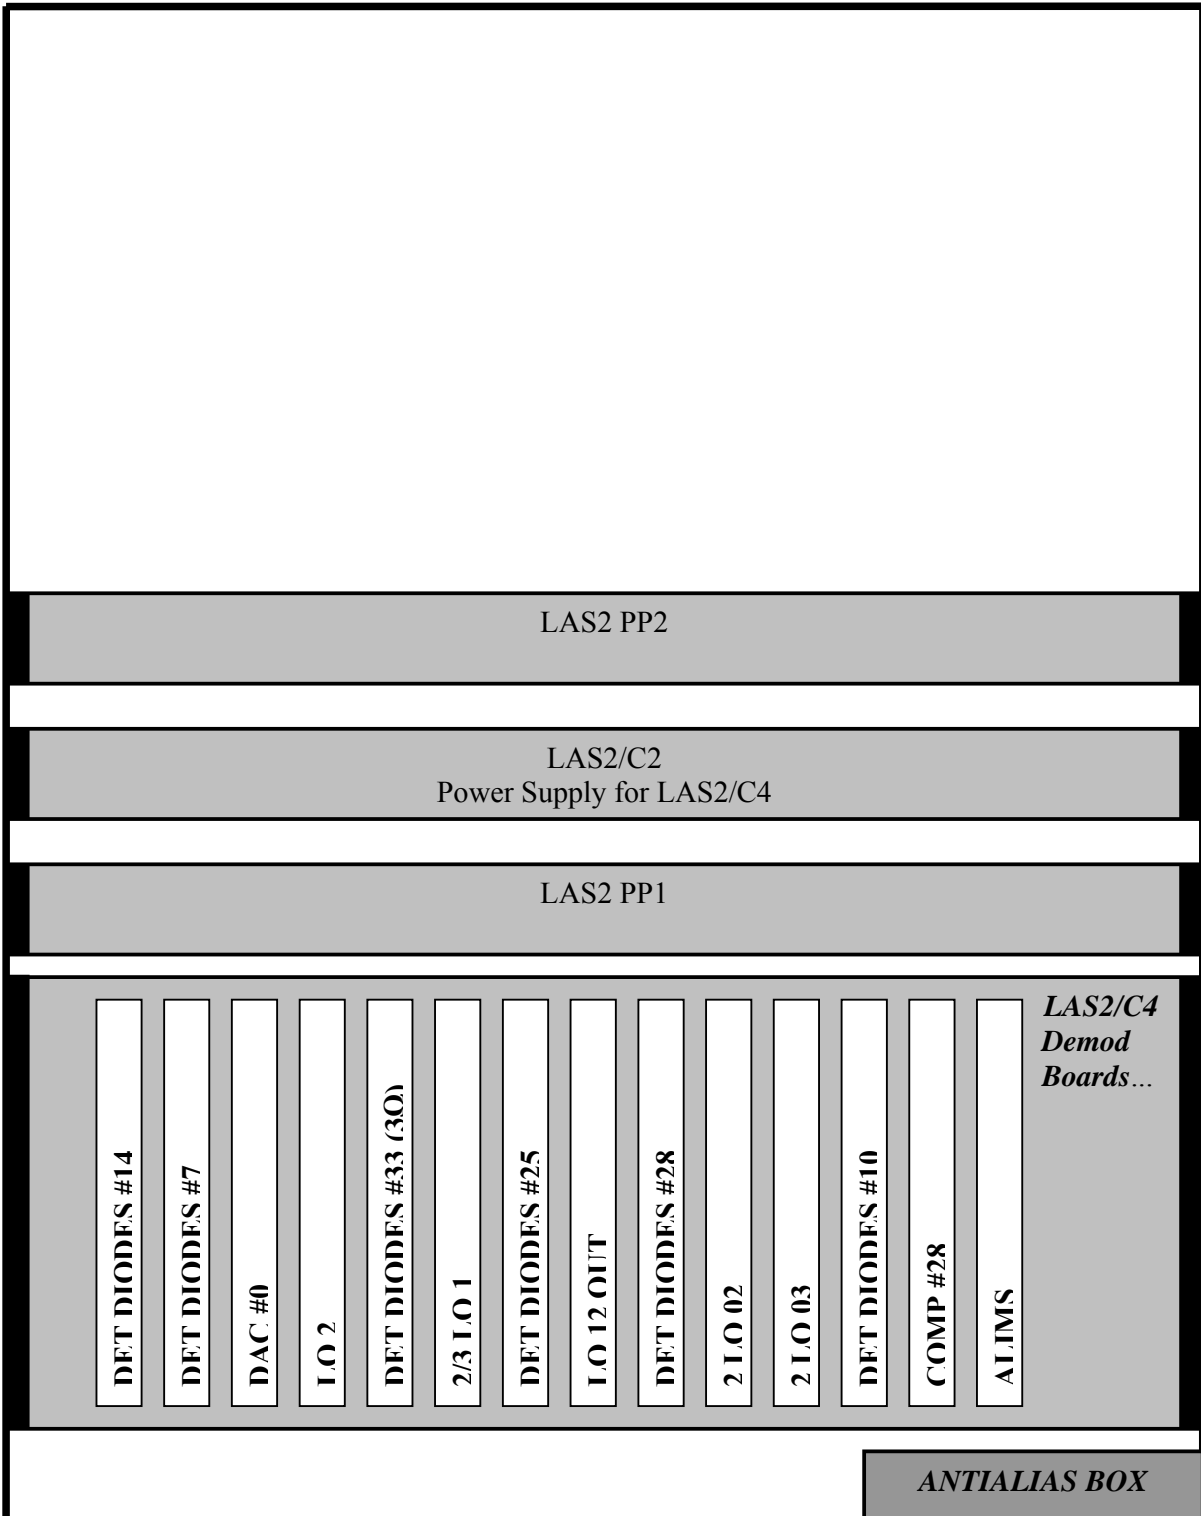 LAS2 PP2
LAS2/C2
Power Supply for LAS2/C4
LAS2 PP1
DET DIODES #14
DET DIODES #7
DAC #0
LO 2
DET DIODES #33 (3Ω)
2/3 LO 1
DET DIODES #25
LO 12 OUT
DET DIODES #28
2 LO 02
2 LO 03
DET DIODES #10
COMP #28
ALIMS
LAS2/C4
Demod
Boards…
ANTIALIAS BOX